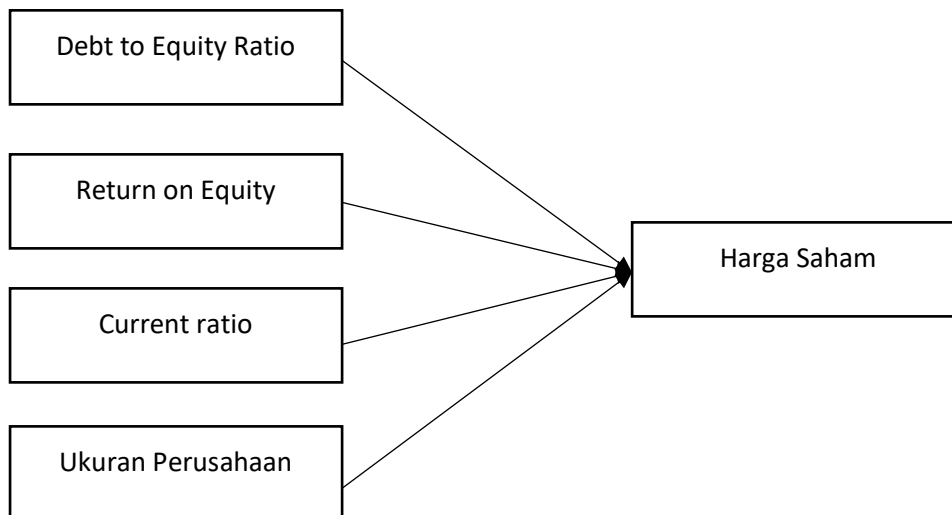 Debt to Equity Ratio
Return on Equity
Harga Saham
Current ratio
Ukuran Perusahaan